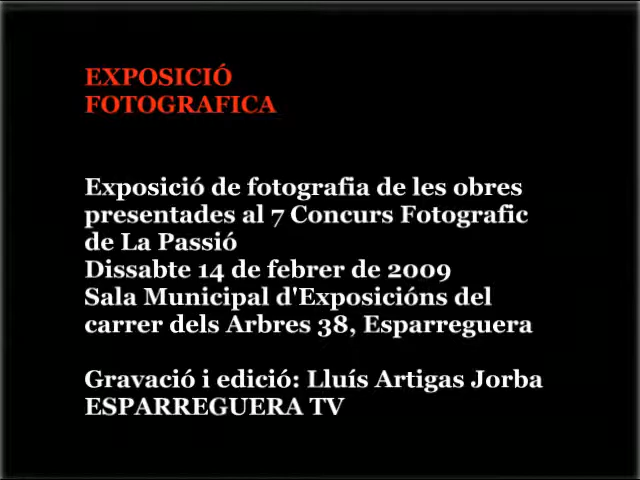 EXPOSICIÓ
FOTOGRAFICA
Exposició de fotografia de les obres
presentades al 7 Concurs Fotografic
de La Passió
Dissabte 14 de febrer de 2009
Sala Municipal d'Exposicións del
carrer dels Arbres 38, Esparreguera
Gravació i edició: Lluís Artigas Jorba
ESPARREGUERA TV